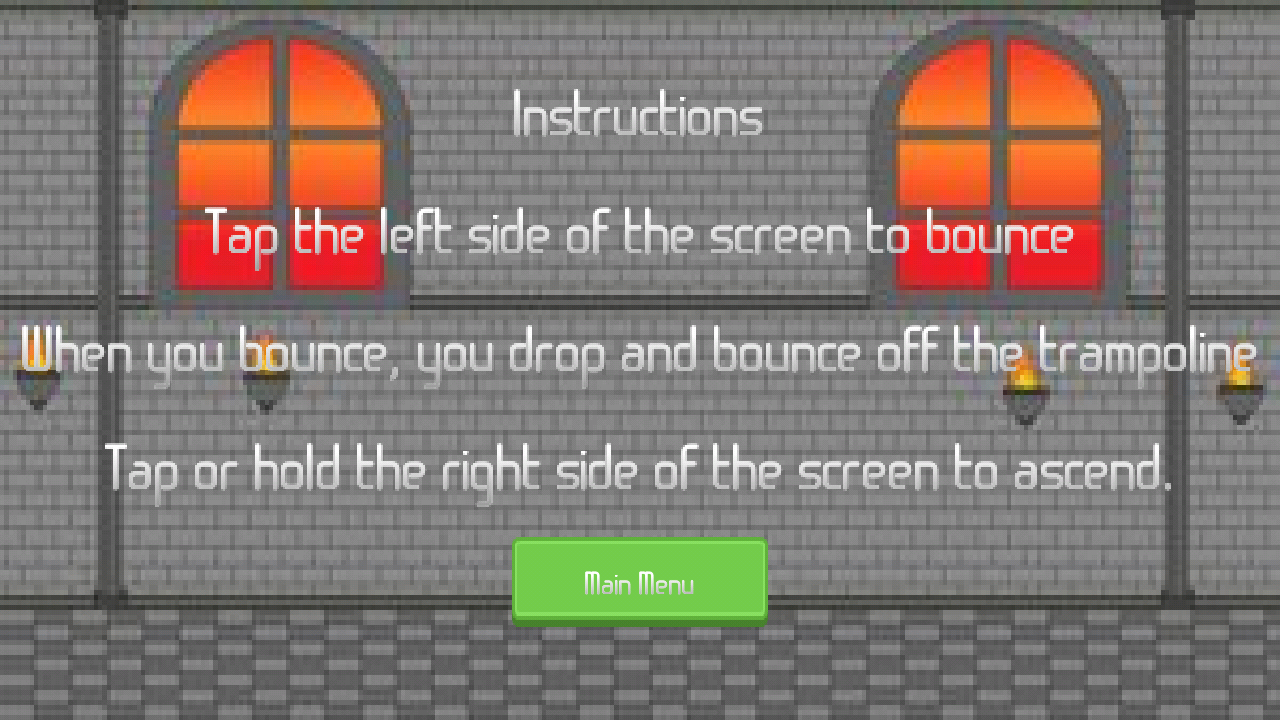 Instructions
Tap the left side of the screen to bounce
When you bounce, you drop and bounce off the trampoline
Tap or hold the right side of the screen to ascend.
Main Menu